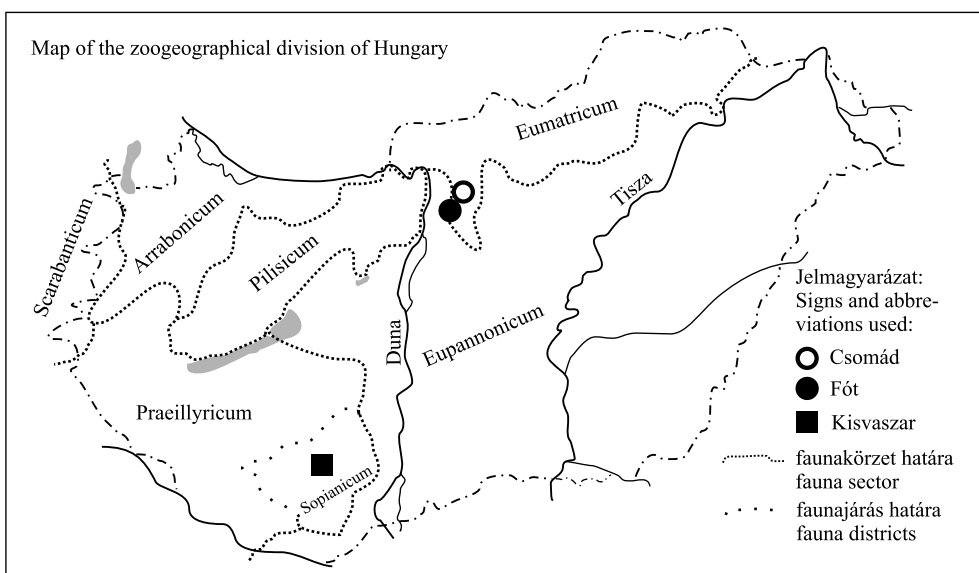 Map of the zoogeographical division of Hungary
Eumatricum
Tisza
Scarabanticum
Arrabonicum
Pilisicum
Duna
Eupannonicum
Praeillyricum
Sopianicum
Jelmagyarázat:
Signs and abbre-
viations used:
Csomád
Fót
Kisvaszar
faunakörzet határa
fauna sector
faunajárás határa
fauna districts